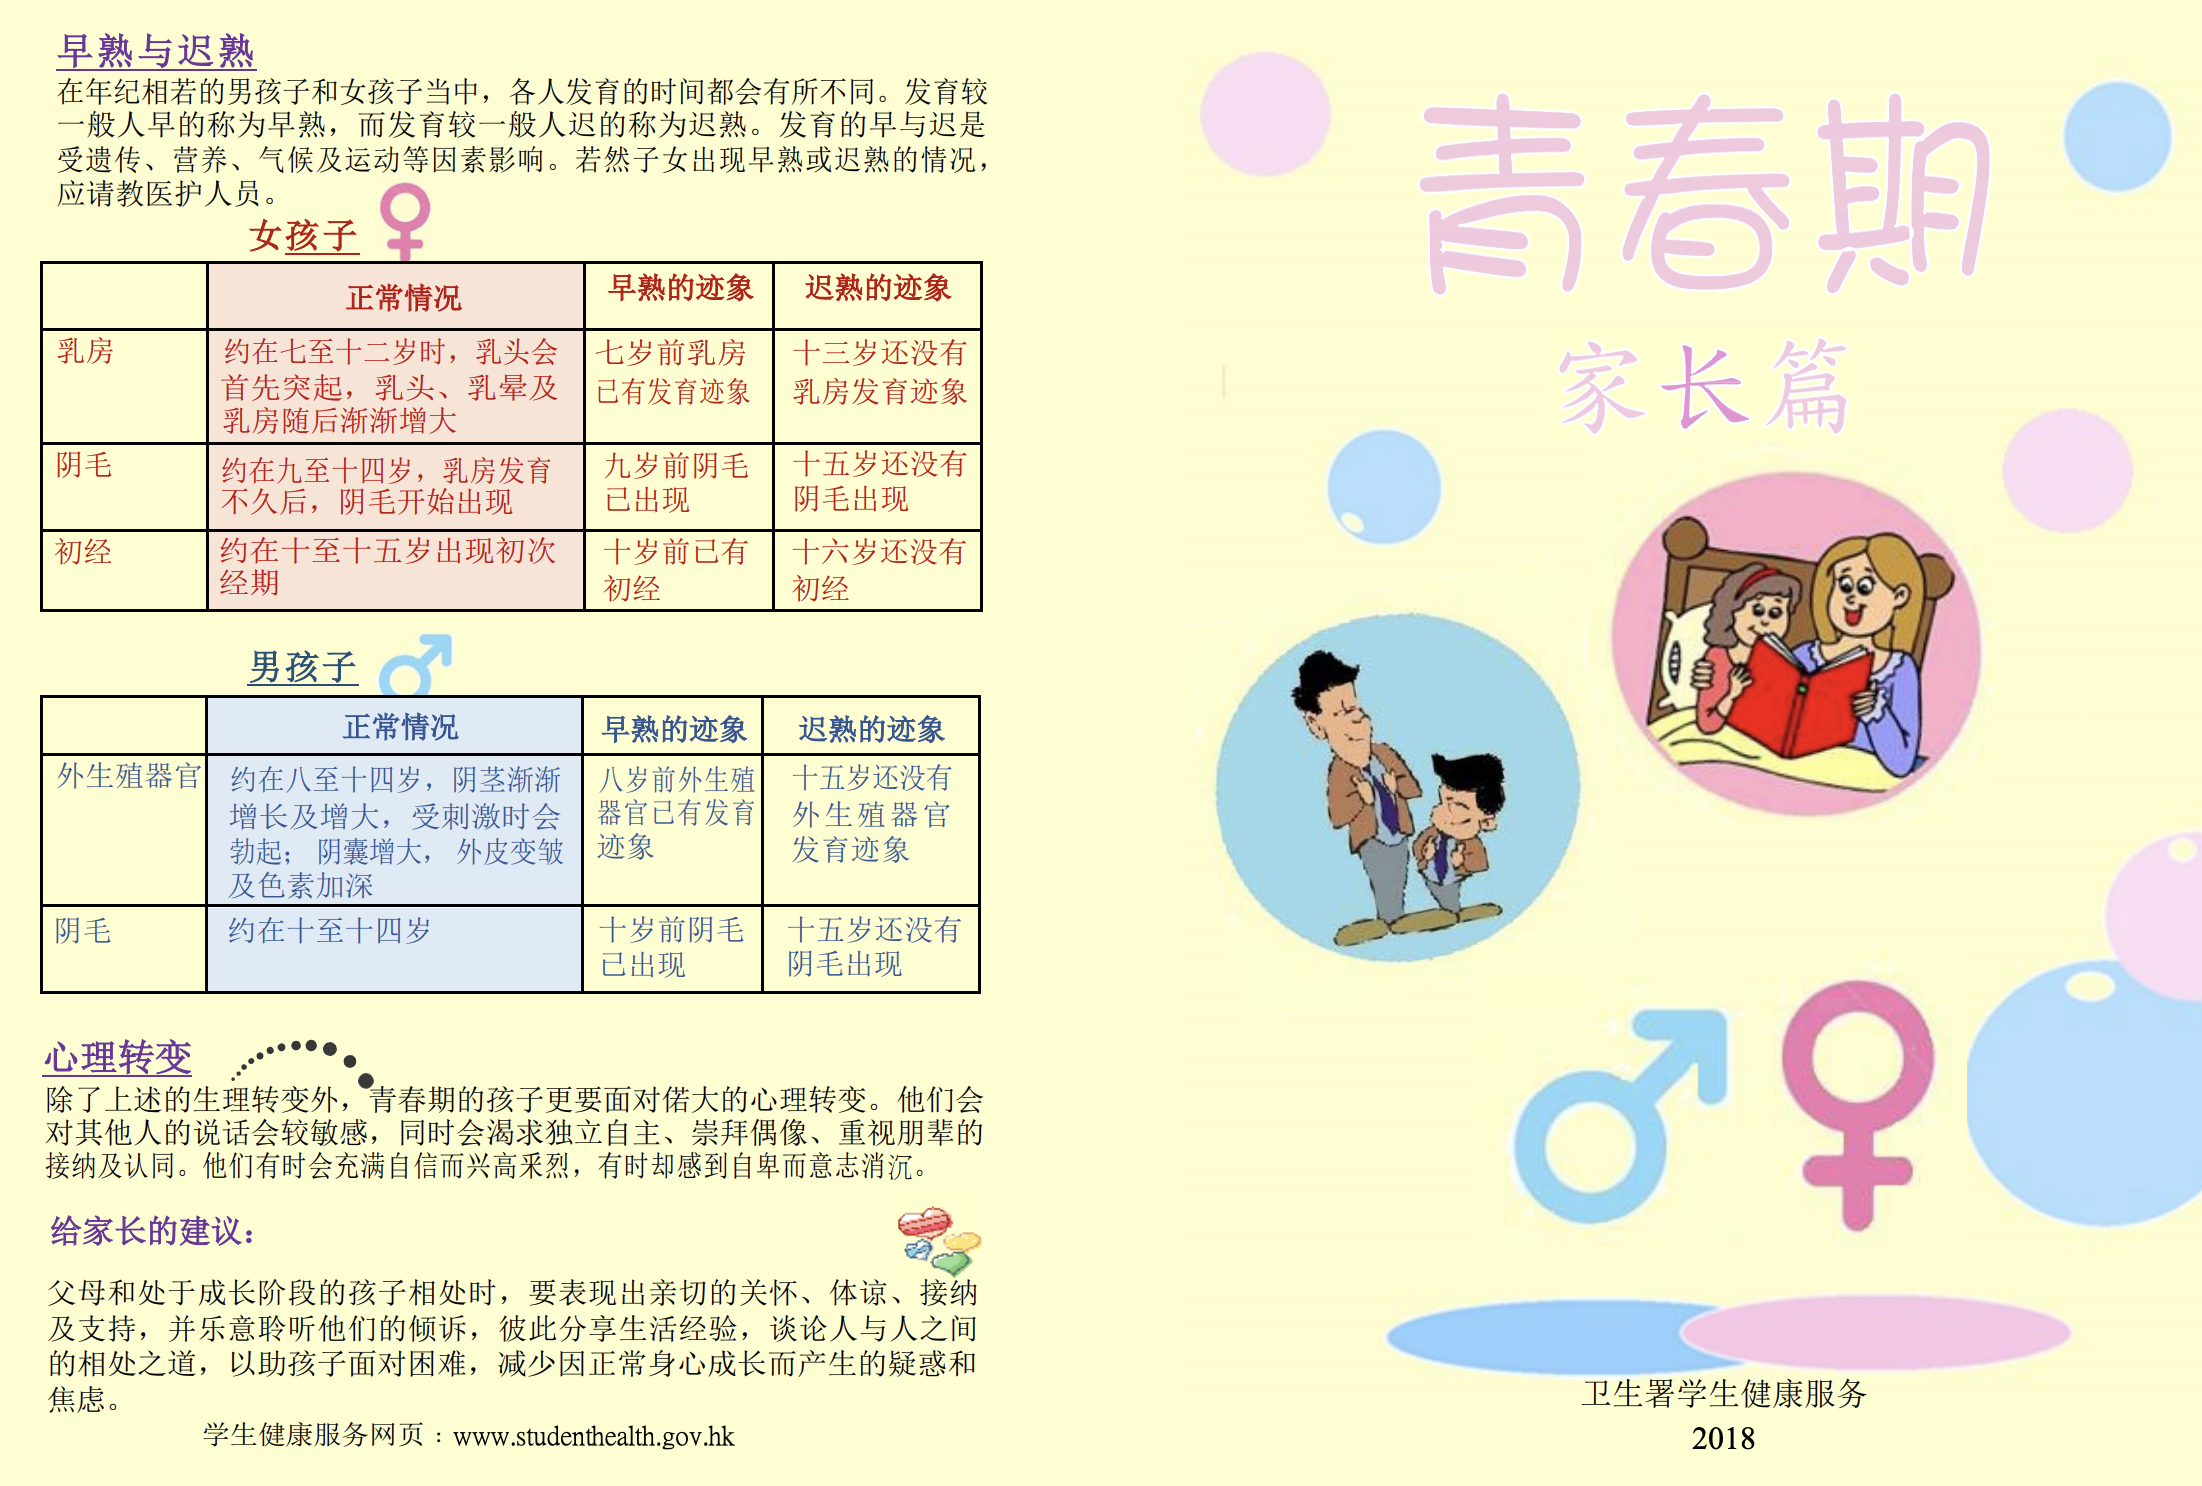 早熟与迟熟
在年纪相若的男孩子和女孩子当中，各人发育的时间都会有所不同。发育较
一般人早的称为早熟，而发育较一般人迟的称为迟熟。发育的早与迟是
受遗传、营养、气候及运动等因素影响。若然子女出现早熟或迟熟的情况，
应请教医护人员。
女孩子
正常情况 早熟的迹象 迟熟的迹象
乳房
约在七至十二岁时，乳头会
首先突起，乳头、乳晕及
乳房随后渐渐增大
七岁前乳房
已有发育迹象
十三岁还没有
乳房发育迹象
阴毛
约在九至十四岁，乳房发育
不久后，阴毛开始出现
九岁前阴毛
已出现
十五岁还没有
阴毛出现
初经
约在十至十五岁出现初次
经期
十岁前已有
初经
十六岁还没有
初经
男孩子
正常情况 早熟的迹象 迟熟的迹象
外生殖器官
约在八至十四岁，阴茎渐渐
增长及增大，受刺激时会
勃起；阴囊增大，外皮变皱
及色素加深
八岁前外生殖
器官已有发育
迹象
十五岁还没有
外生殖器官
发育迹象
阴毛
约在十至十四岁
十岁前阴毛
已出现
十五岁还没有
阴毛出现
心理转变
除了上述的生理转变外，青春期的孩子更要面对偌大的心理转变。他们会
对其他人的说话会较敏感，同时会渴求独立自主、崇拜偶像、重视朋辈的
接纳及认同。他们有时会充满自信而兴高采烈，有时却感到自卑而意志消沉。
给家长的建议：
父母和处于成长阶段的孩子相处时，要表现出亲切的关怀、体谅、接纳
及支持，并乐意聆听他们的倾诉，彼此分享生活经验，谈论人与人之间
的相处之道，以助孩子面对困难，减少因正常身心成长而产生的疑惑和
焦虑。
学生健康服务网页：www.studenthealth.gov.hk
青春期
家长篇
卫生署学生健康服务
2018